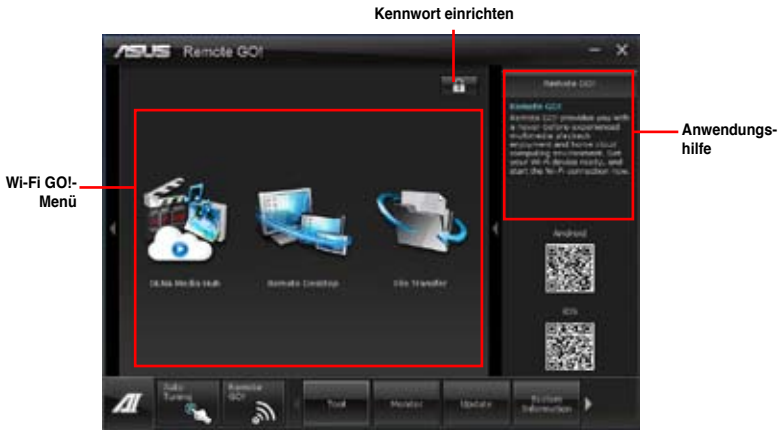 Kennwort einrichten
ASUS Remote GO!
Remote GO!
Remote GO!
Remote GO! provides you with
a never-before-experienced
multimedia playback
enjoyment and home cloud
computing environment. Get
your Wi-Fi device ready, and
start the Wi-Fi connection now.
Anwendungs-
hilfe
Wi-Fi GO!-
Menü
DLNA Media Hub
Remote Desktop
File Transfer
Android
iOS
Auto
Tuning
Remote
GO!
Tool
Monitor
Update
System
Information